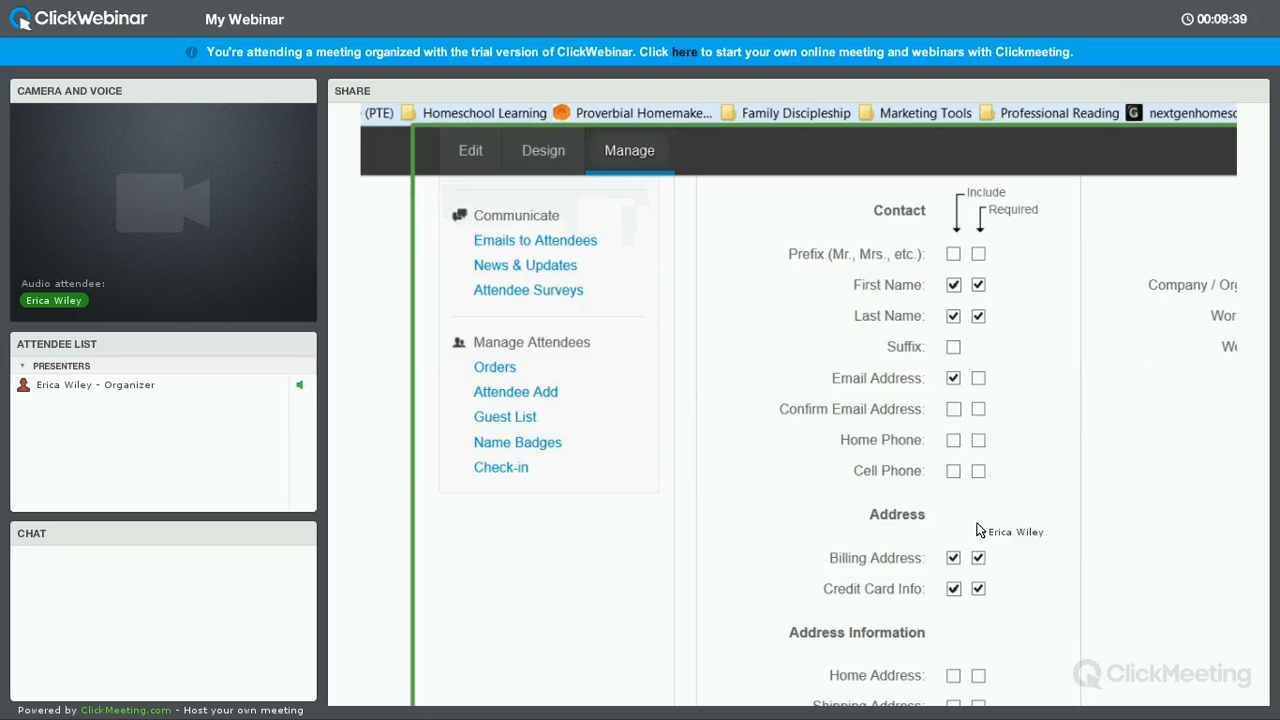 ClickWebinar
My Webinar
00:09:39
You're attending a meeting organized with the trial version of ClickWebinar. Click here to start your own online meeting and webinars with Clickmeeting.
CAMERA AND VOICE
Audio attendee:
Erica Wiley
ATTENDEE LIST
PRESENTERS
Erica Wiley - Organizer
CHAT
Powered by ClickMeeting.com - Host your own meeting
SHARE
(PTE) Homeschool Learning Proverbial Homemake... Family Discipleship Marketing Tools Professional Reading G nextgenhomesc
Edit Design Manage
Communicate
Emails to Attendees
News & Updates
Attendee Surveys
Manage Attendees
Orders
Attendee Add
Guest List
Name Badges
Check-in
Include
Contact
Required
Prefix (Mr., Mrs., etc.):
First Name:
Last Name:
Suffix:
Email Address:
Confirm Email Address:
Home Phone:
Cell Phone:
Address
Erica Wiley
Billing Address:
Credit Card Info:
Address Information
Home Address:
Shipping Address:
Company / Org
Wor
Wo
ClickMeeting